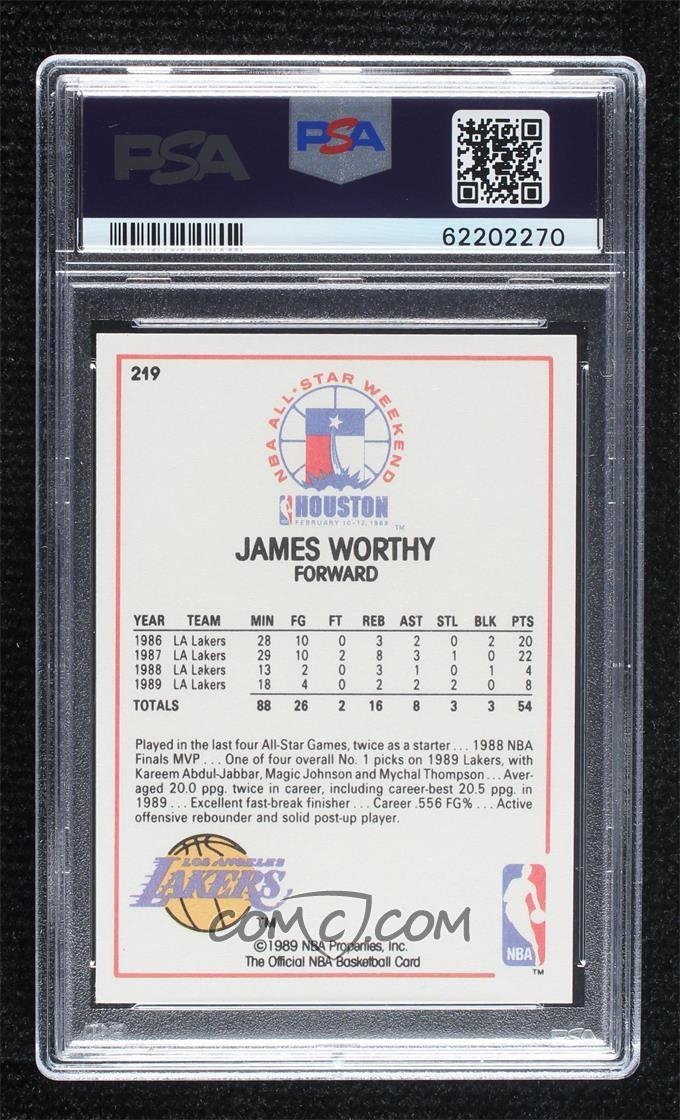 PSA
PSA
62202270
219
NBA ALL★STAR WEEKEND
HOUSTON
FEBRUARY 10-12, 1989
TM
JAMES WORTHY
FORWARD
YEAR TEAM MIN FG FT REB AST STL BLK PTS
1986 LA Lakers 28 10 0 3 2 0 2 20
1987 LA Lakers 29 10 2 8 3 1 0 22
1988 LA Lakers 13 2 0 3 1 0 1 4
1989 LA Lakers 18 4 0 2 2 2 0 8
TOTALS 88 26 2 16 8 3 3 54
Played in the last four All-Star Games, twice as a starter . . . 1988 NBA
Finals MVP . . . One of four overall No. 1 picks on 1989 Lakers, with
Kareem Abdul-Jabbar, Magic Johnson and Mychal Thompson . . . Aver-
aged 20.0 ppg. twice in career, including career-best 20.5 ppg. in
1989 . . . Excellent fast-break finisher . . . Career .556 FG% . . . Active
offensive rebounder and solid post-up player.
LOS ANGELES
LAKERS
TM
COMC.COM
NBA
TM
©1989 NBA Properties, Inc.
The Official NBA Basketball Card
PSA